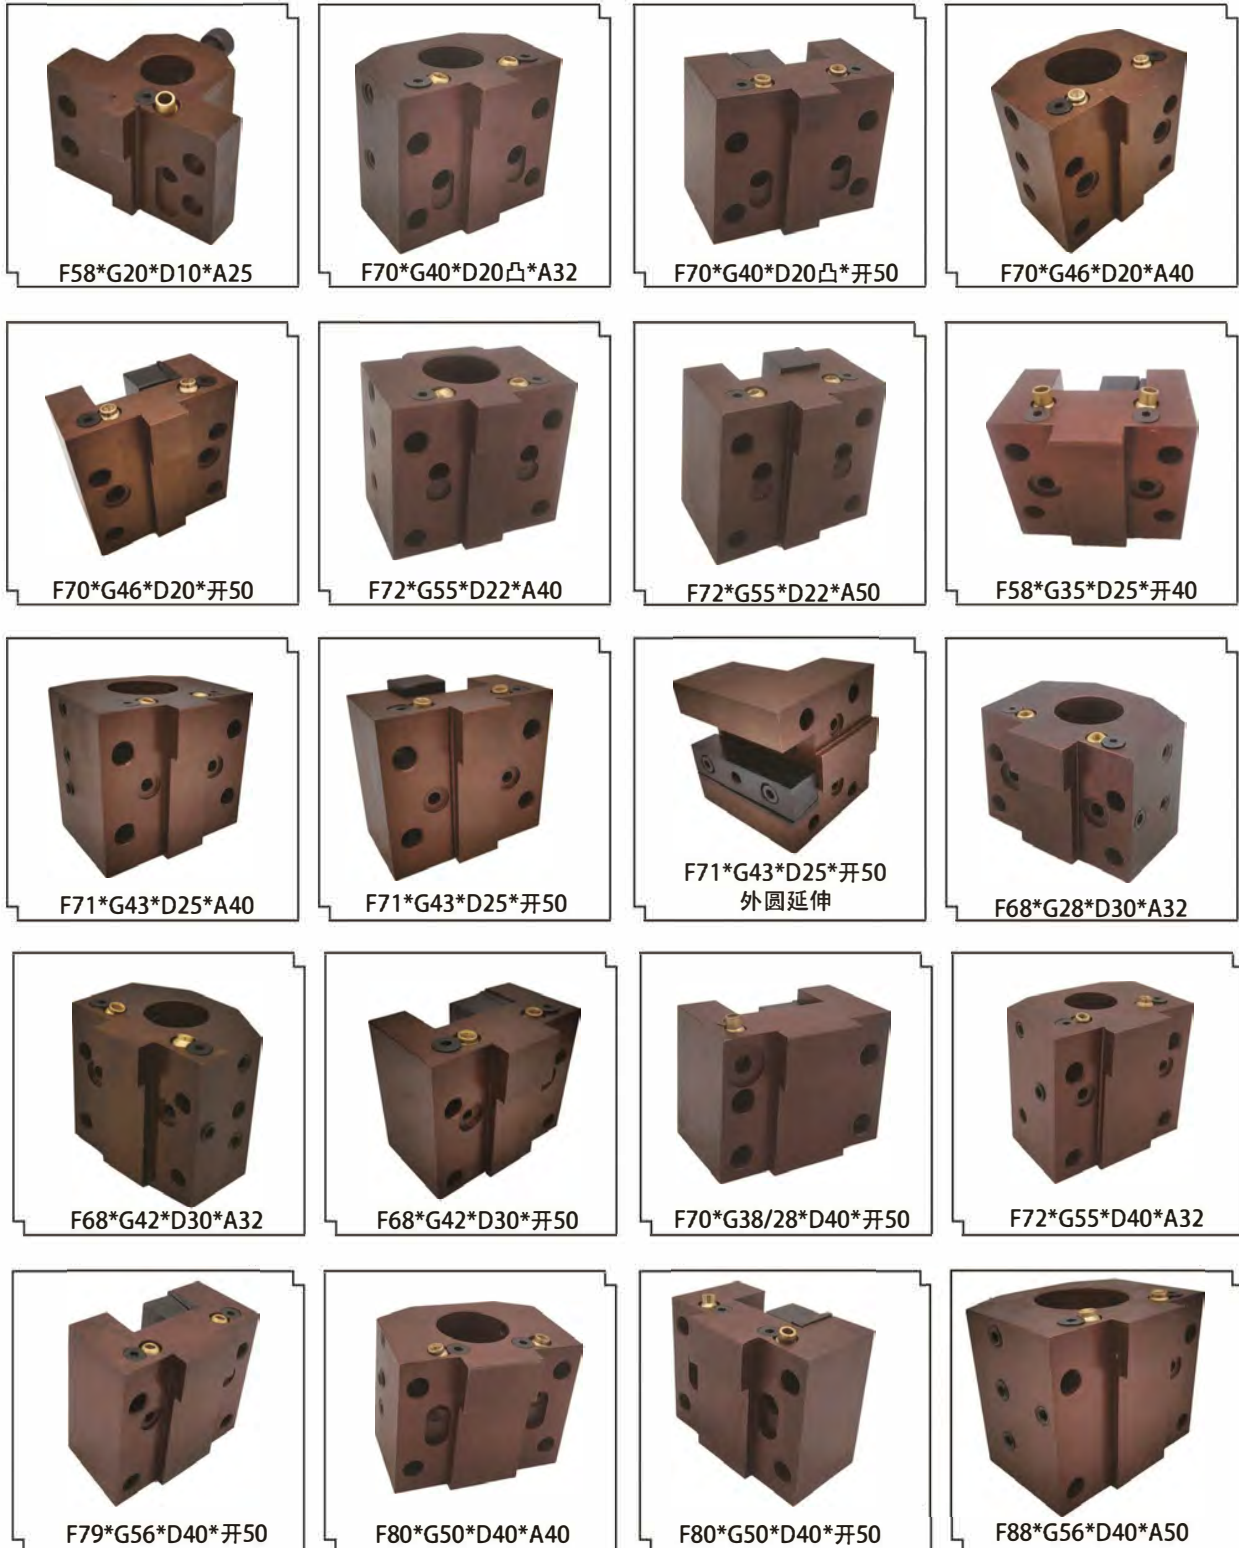 F58*G20*D10*A25
F70*G40*D20凸*A32
F70*G40*D20凸*开50
F70*G46*D20*A40
F70*G46*D20*开50
F72*G55*D22*A40
F72*G55*D22*A50
F58*G35*D25*开40
F71*G43*D25*A40
F71*G43*D25*开50
F71*G43*D25*开50
外圆延伸
F68*G28*D30*A32
F68*G42*D30*A32
F68*G42*D30*开50
F70*G38/28*D40*开50
F72*G55*D40*A32
F79*G56*D40*开50
F80*G50*D40*A40
F80*G50*D40*开50
F88*G56*D40*A50